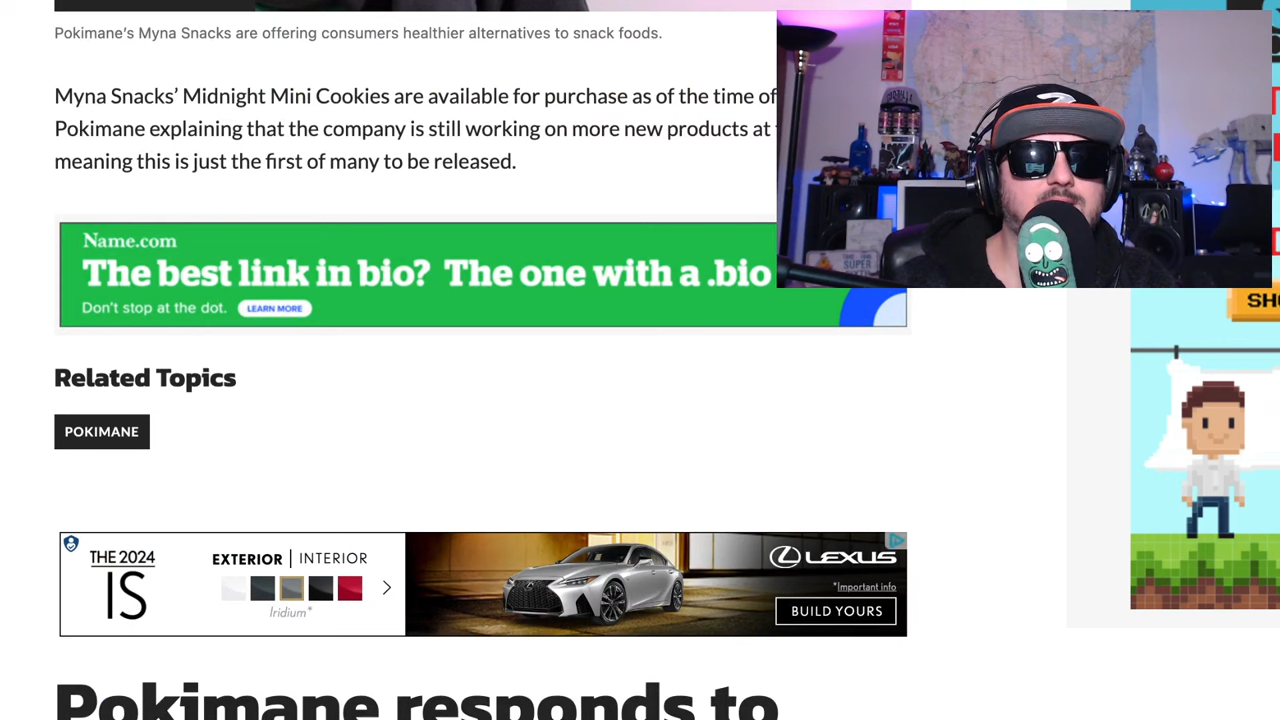 Pokimane's Myna Snacks are offering consumers healthier alternatives to snack foods.
Myna Snacks' Midnight Mini Cookies are available for purchase as of the time of
Pokimane explaining that the company is still working on more new products at
meaning this is just the first of many to be released.
Name.com
The best link in bio? The one with a .bio
Don't stop at the dot. LEARN MORE
Related Topics
POKIMANE
THE 2024
IS
EXTERIOR | INTERIOR
Iridium*
LEXUS
*Important info
BUILD YOURS
Pokimane responds to